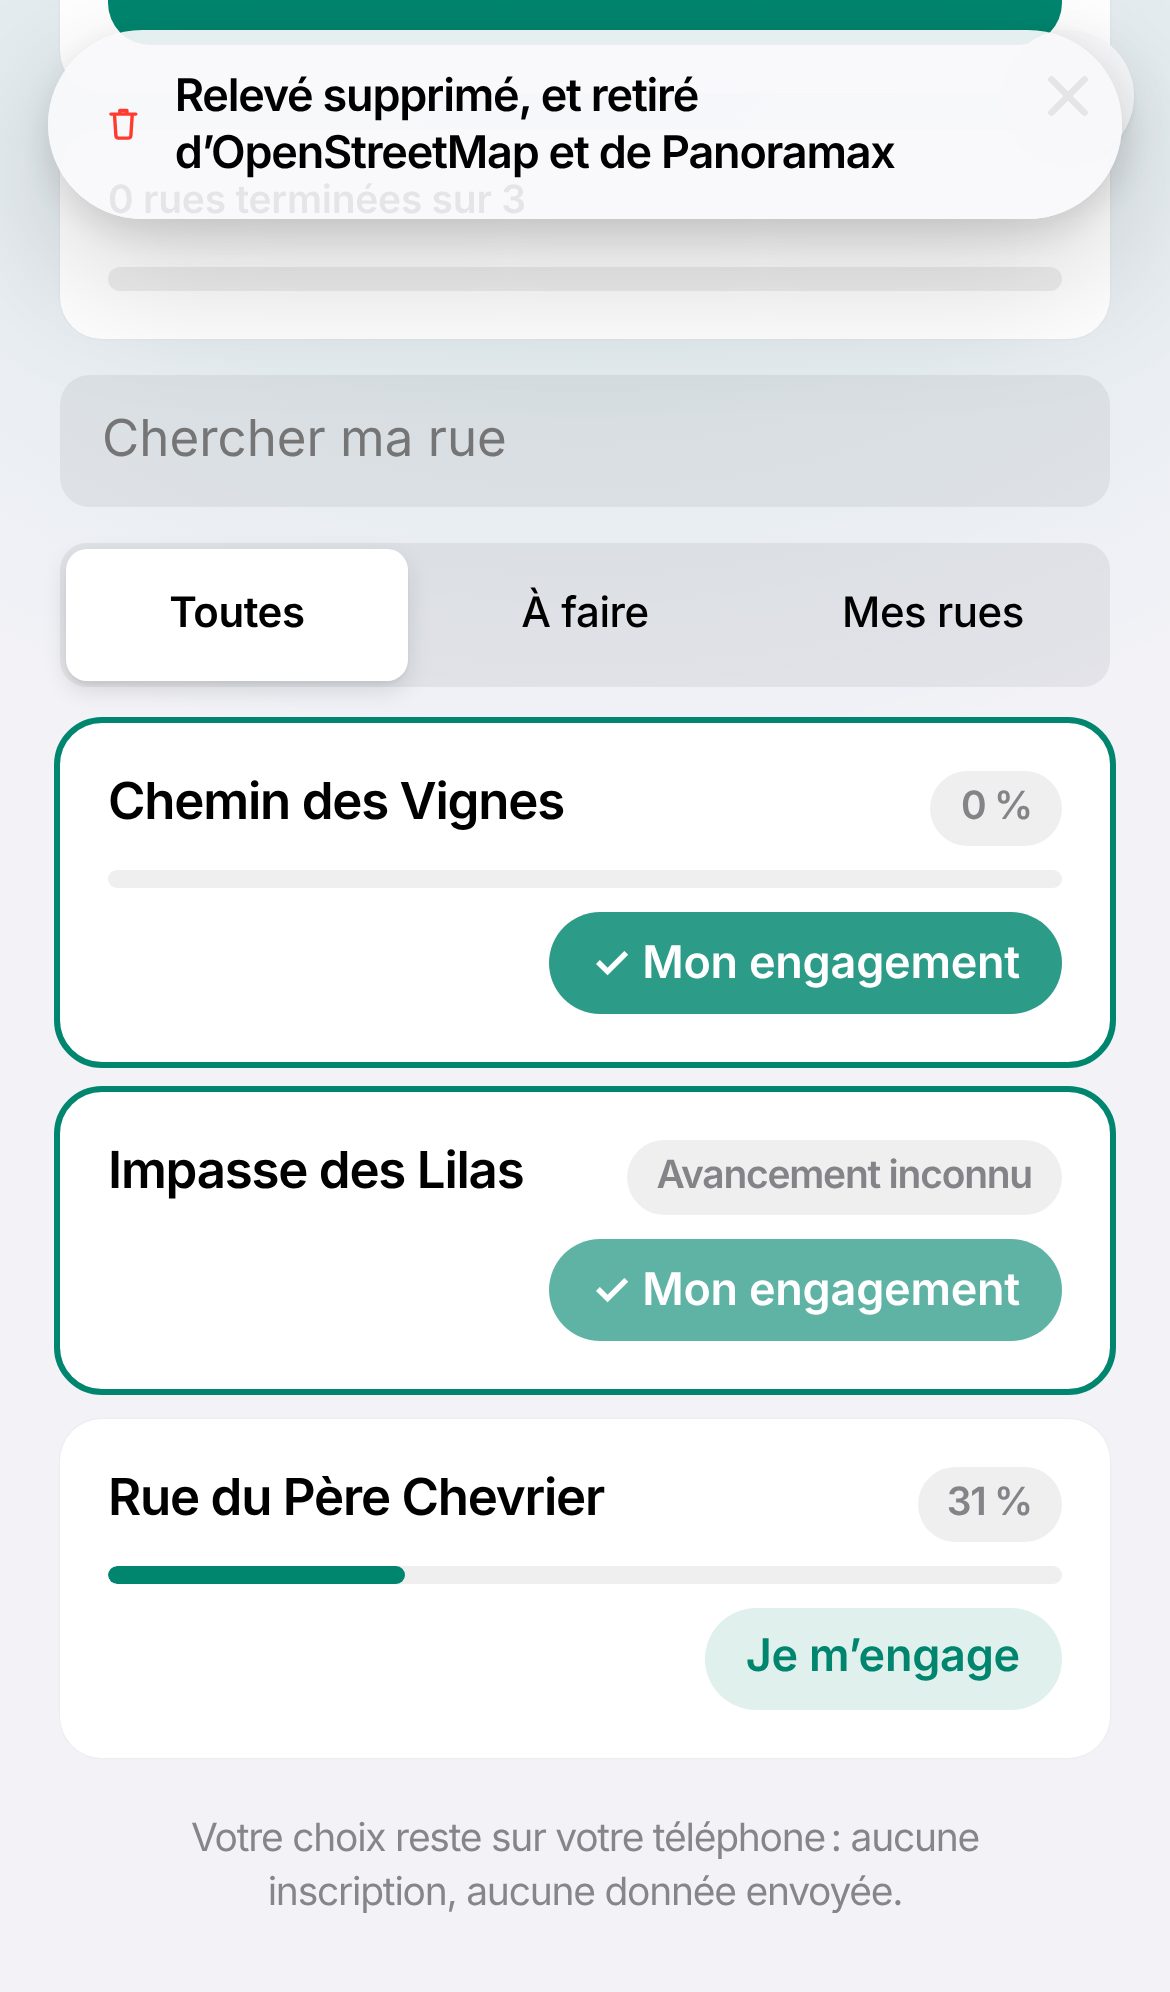 Relevé supprimé, et retiré
d’OpenStreetMap et de Panoramax
0 rues terminées sur 3
Chercher ma rue
Toutes
À faire
Mes rues
Chemin des Vignes
0 %
✓ Mon engagement
Impasse des Lilas
Avancement inconnu
✓ Mon engagement
Rue du Père Chevrier
31 %
Je m’engage
Votre choix reste sur votre téléphone : aucune
inscription, aucune donnée envoyée.